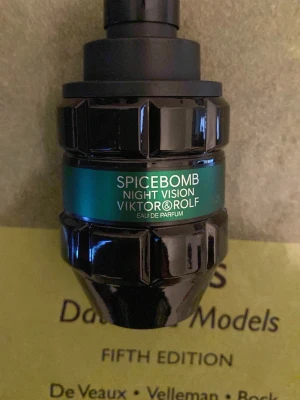 SPICEBOMB
NIGHT VISION
VIKTOR&ROLF
EAU DE PARFUM
S
Models
FIFTH EDITION
De Veaux • Velleman • Bock